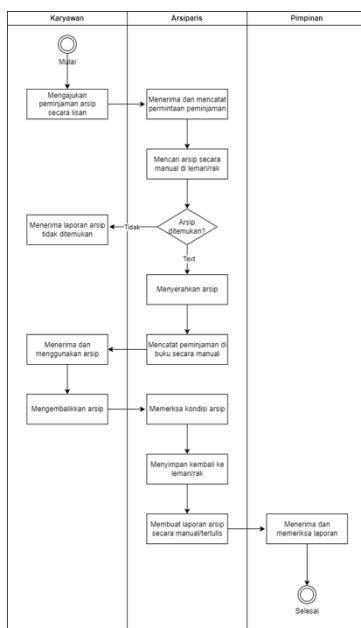 Karyawan
Arsiparis
Pimpinan
Mulai
Mengajukan
peminjaman arsip
secara lisan
Menerima dan mencatat
permintaan peminjaman
Mencari arsip secara
manual di lemari/rak
Arsip
ditemukan?
Tidak
Menerima laporan arsip
tidak ditemukan
Text
Menyerahkan arsip
Mencatat peminjaman di
buku secara manual
Menerima dan
menggunakan arsip
Mengembalikkan arsip
Memerksa kondisi arsip
Menyimpan kembali ke
lemari/rak
Membuat laporan arsip
secara manual/tertulis
Menerima dan
memeriksa laporan
Selesai